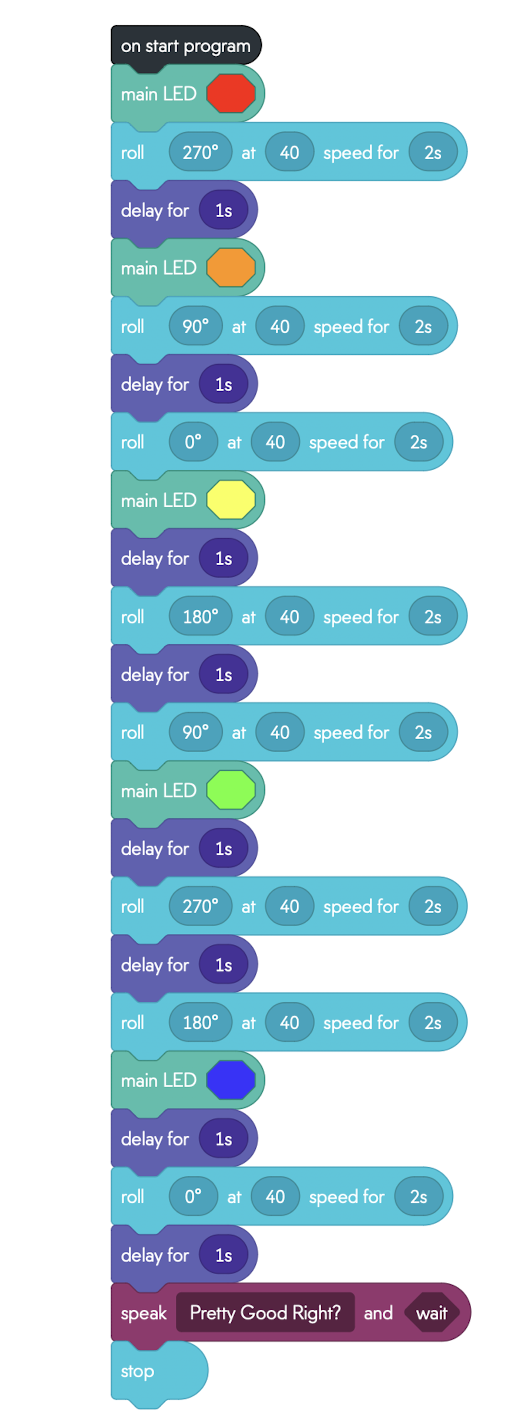 on start program
main LED
roll 270° at 40 speed for 2s
delay for 1s
main LED
roll 90° at 40 speed for 2s
delay for 1s
roll 0° at 40 speed for 2s
main LED
delay for 1s
roll 180° at 40 speed for 2s
delay for 1s
roll 90° at 40 speed for 2s
main LED
delay for 1s
roll 270° at 40 speed for 2s
delay for 1s
roll 180° at 40 speed for 2s
main LED
delay for 1s
roll 0° at 40 speed for 2s
delay for 1s
speak Pretty Good Right? and wait
stop